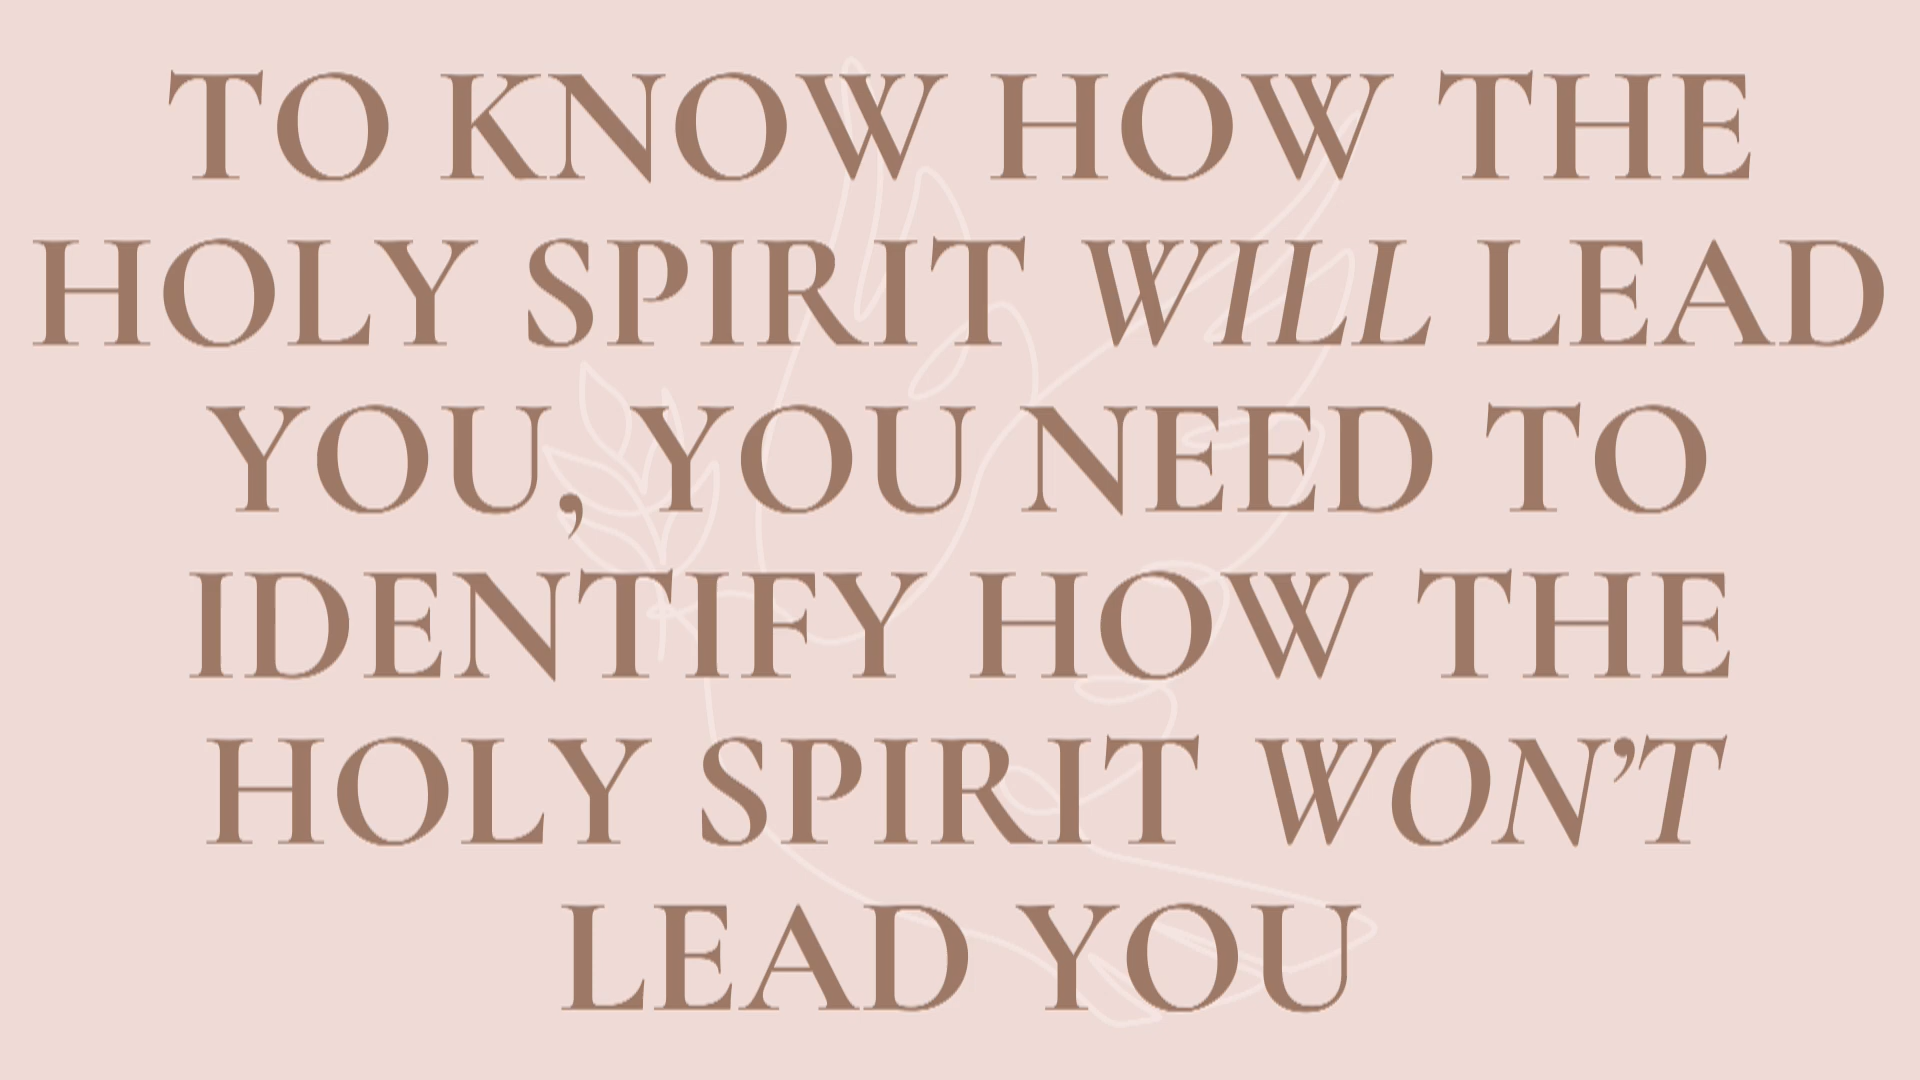 TO KNOW HOW THE
HOLY SPIRIT WILL LEAD
YOU, YOU NEED TO
IDENTIFY HOW THE
HOLY SPIRIT WON'T
LEAD YOU